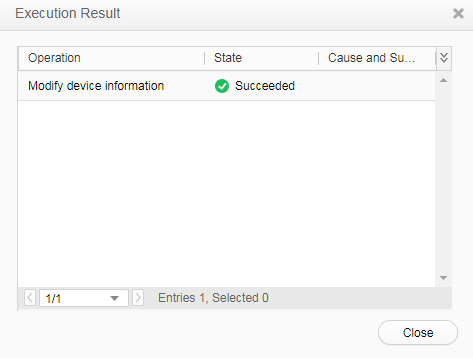 Execution Result
Operation State Cause and Su...
Modify device information Succeeded
1/1 Entries 1, Selected 0
Close